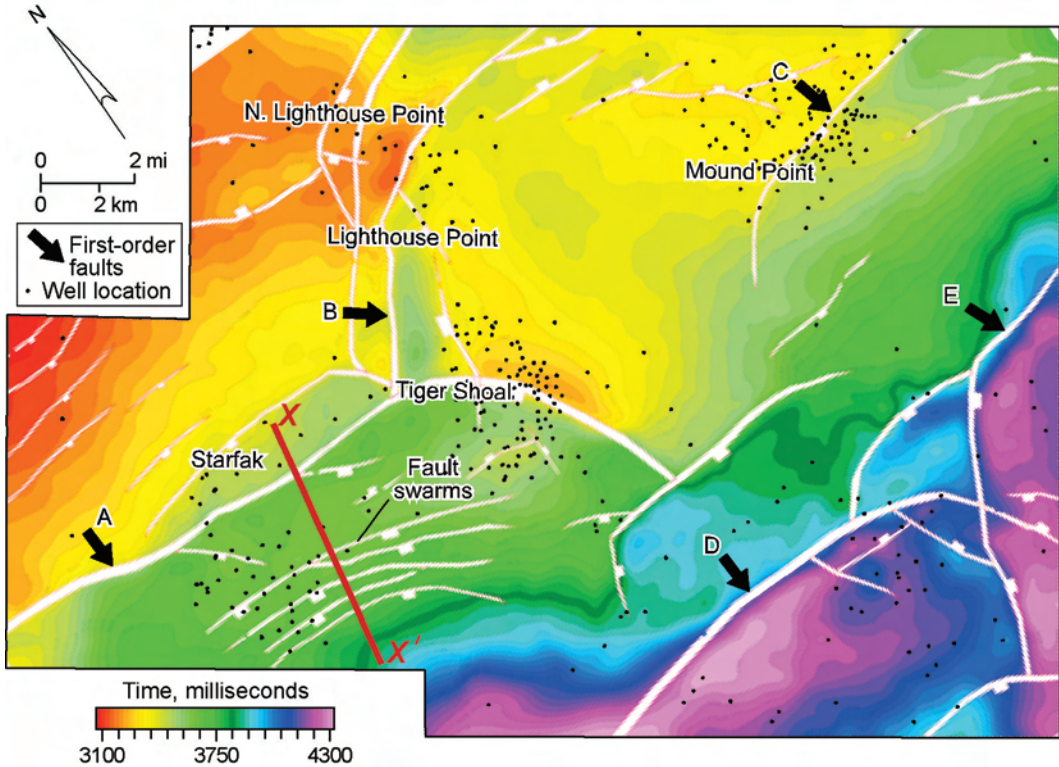 N
0 2 mi
0 2 km
First-order
faults
Well location
N. Lighthouse Point
C
Mound Point
Lighthouse Point
B
E
Tiger Shoal
X
Starfak
Fault
swarms
A
D
X'
Time, milliseconds
3100 3750 4300